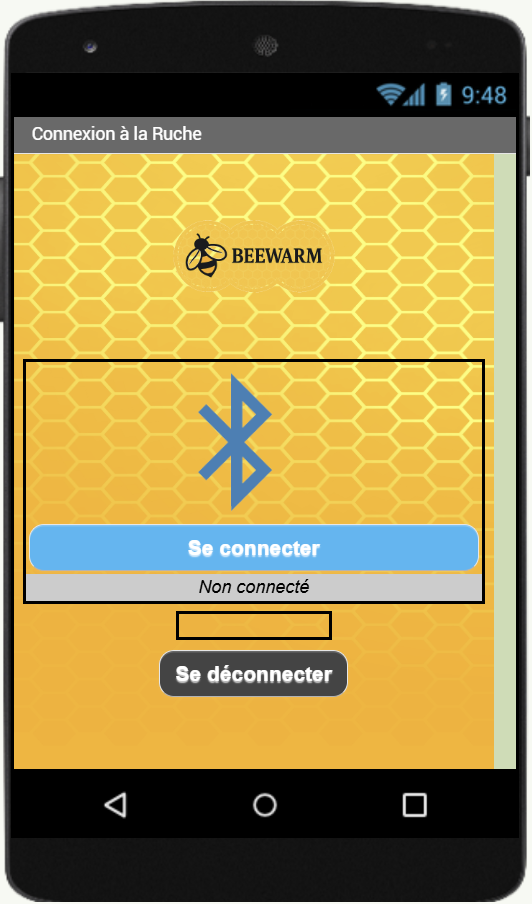 9:48
Connexion à la Ruche
BEEWARM
Se connecter
Non connecté
Se déconnecter